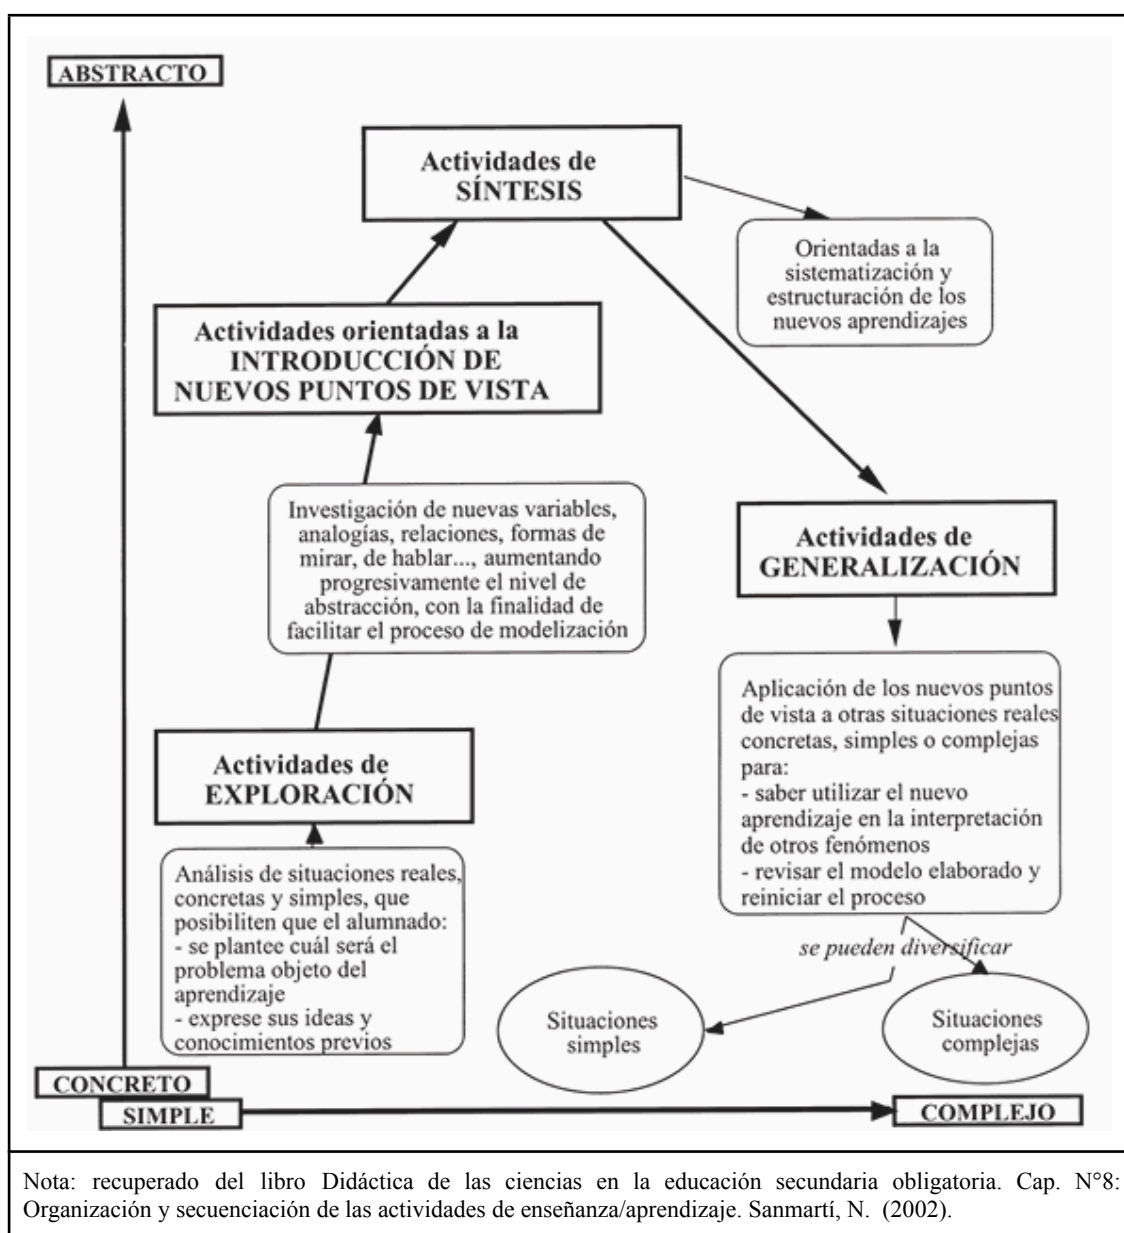 ABSTRACTO
Actividades de
SÍNTESIS
Orientadas a la
sistematización y
estructuración de los
nuevos aprendizajes
Actividades orientadas a la
INTRODUCCIÓN DE
NUEVOS PUNTOS DE VISTA
Investigación de nuevas variables,
analogías, relaciones, formas de
mirar, de hablar..., aumentando
progresivamente el nivel de
abstracción, con la finalidad de
facilitar el proceso de modelización
Actividades de
GENERALIZACIÓN
Aplicación de los nuevos puntos
de vista a otras situaciones reales
concretas, simples o complejas
para:
- saber utilizar el nuevo
aprendizaje en la interpretación
de otros fenómenos
- revisar el modelo elaborado y
reiniciar el proceso
Actividades de
EXPLORACIÓN
Análisis de situaciones reales,
concretas y simples, que
posibiliten que el alumnado:
- se plantee cuál será el
problema objeto del
aprendizaje
- exprese sus ideas y
conocimientos previos
se pueden diversificar
Situaciones
simples
Situaciones
complejas
CONCRETO
SIMPLE
COMPLEJO
Nota: recuperado del libro Didáctica de las ciencias en la educación secundaria obligatoria. Cap. N°8:
Organización y secuenciación de las actividades de enseñanza/aprendizaje. Sanmartí, N. (2002).